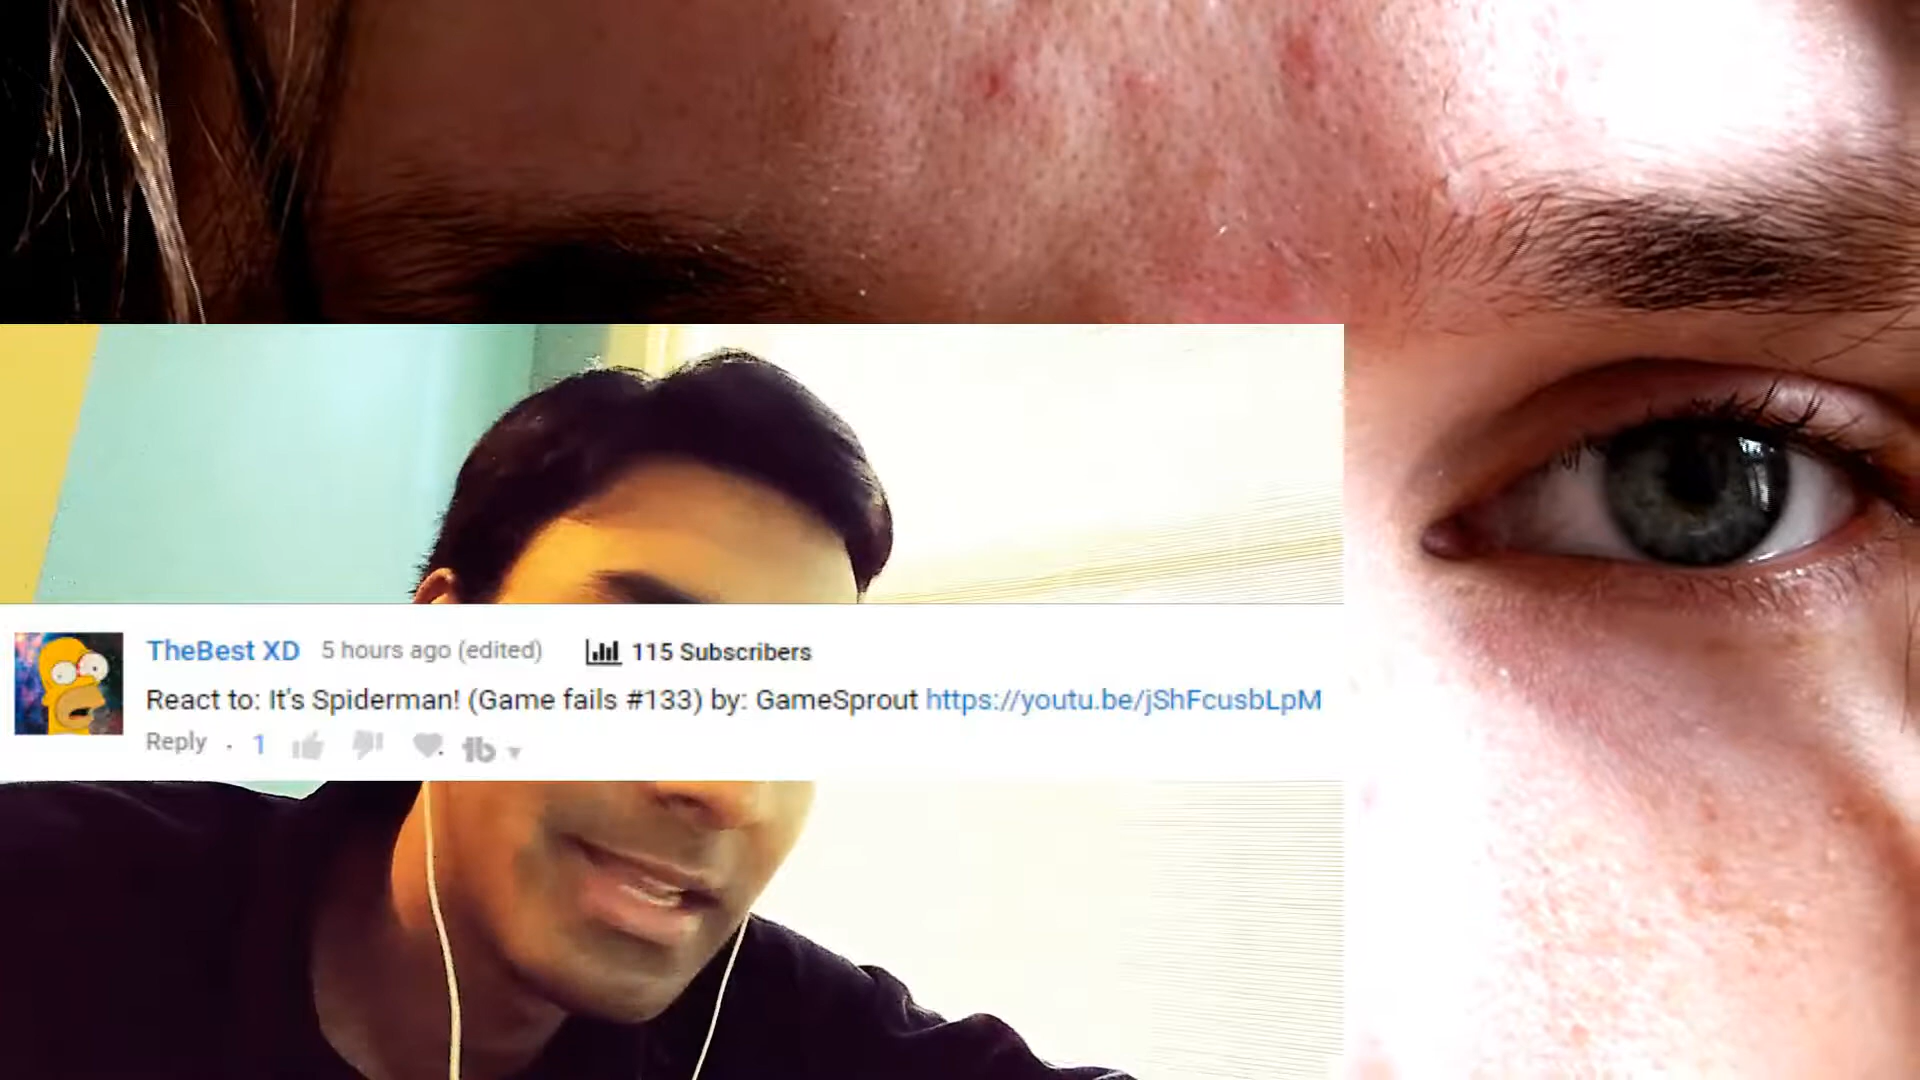 TheBest XD 5 hours ago (edited) 115 Subscribers
React to: It's Spiderman! (Game fails #133) by: GameSprout https://youtu.be/jShFcusbLpM
Reply . 1